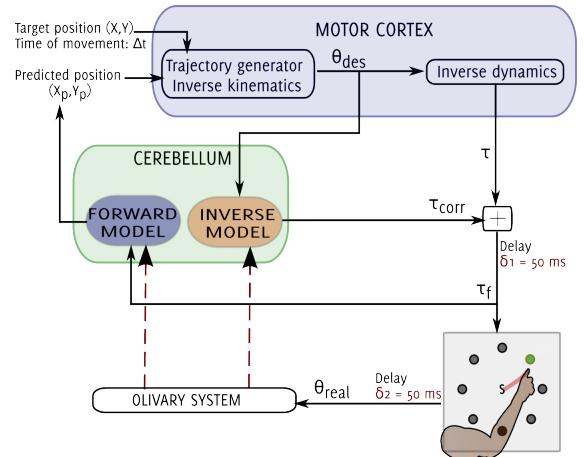 MOTOR CORTEX
Target position (X,Y)
Time of movement: Δt
Trajectory generator
Inverse kinematics
θdes
Inverse dynamics
Predicted position
(Xp,Yp)
τ
CEREBELLUM
FORWARD
MODEL
INVERSE
MODEL
τcorr
+
Delay
δ1 = 50 ms
τf
S
OLIVARY SYSTEM
θreal
Delay
δ2 = 50 ms